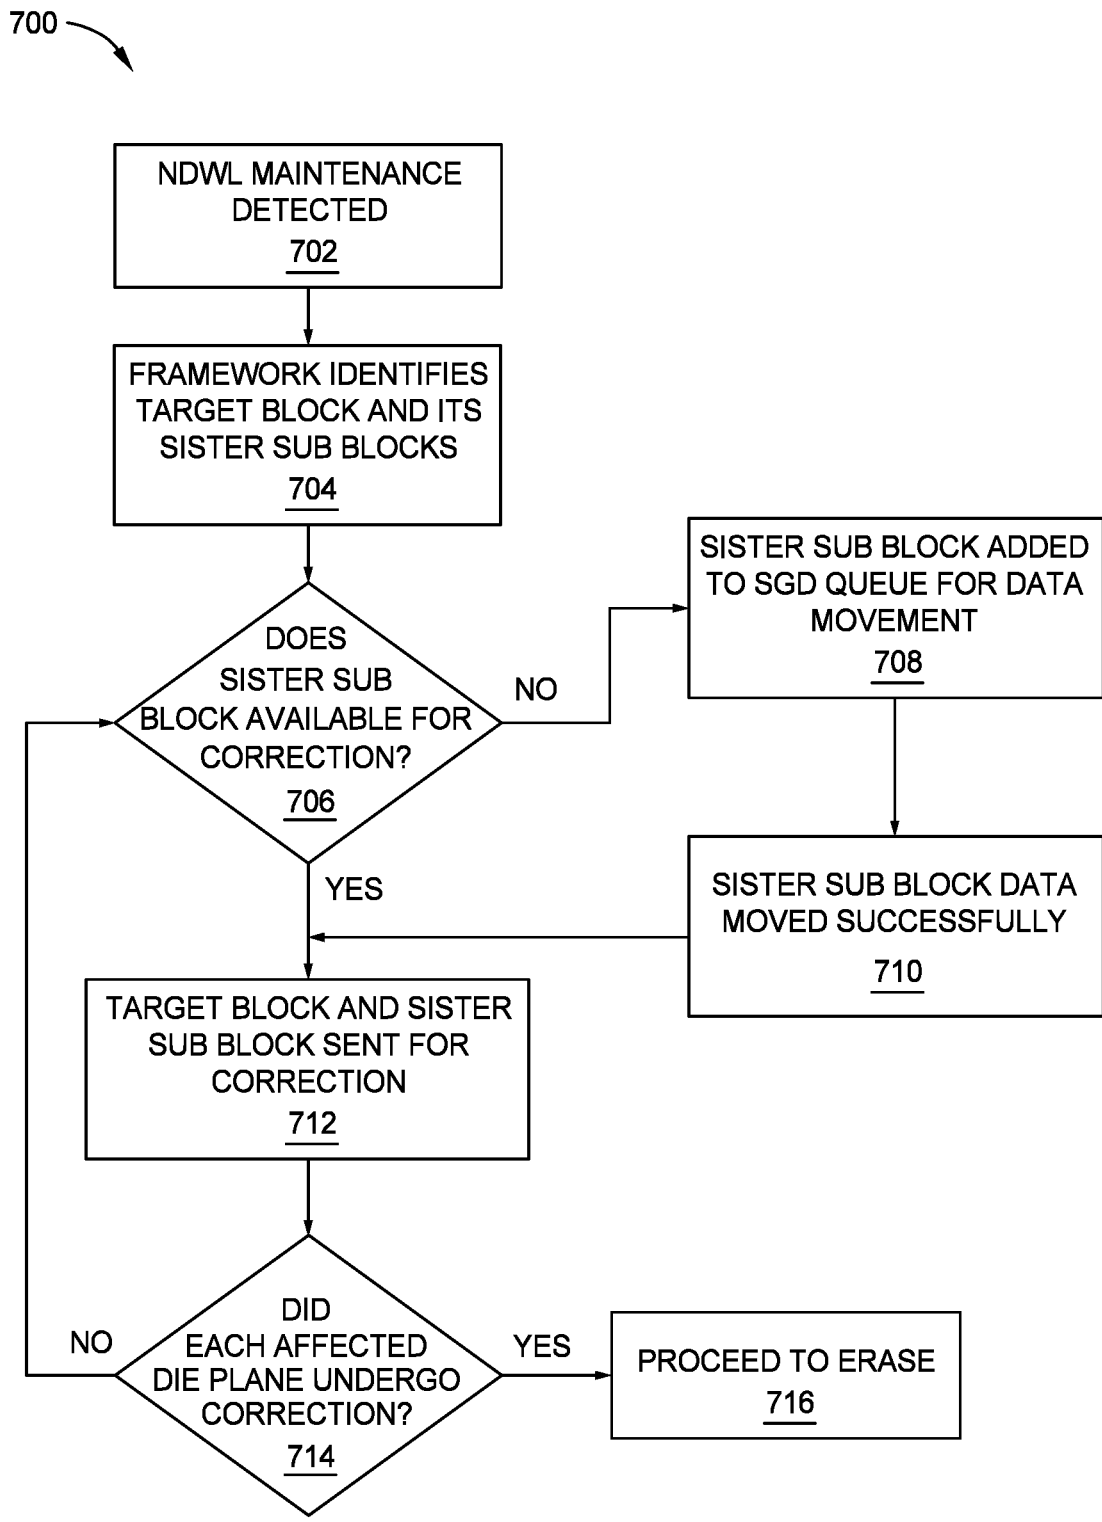 700
NDWL MAINTENANCE
DETECTED
702
FRAMEWORK IDENTIFIES
TARGET BLOCK AND ITS
SISTER SUB BLOCKS
704
DOES
SISTER SUB
BLOCK AVAILABLE FOR
CORRECTION?
706
NO
SISTER SUB BLOCK ADDED
TO SGD QUEUE FOR DATA
MOVEMENT
708
SISTER SUB BLOCK DATA
MOVED SUCCESSFULLY
710
YES
TARGET BLOCK AND SISTER
SUB BLOCK SENT FOR
CORRECTION
712
DID
EACH AFFECTED
DIE PLANE UNDERGO
CORRECTION?
714
NO
YES
PROCEED TO ERASE
716